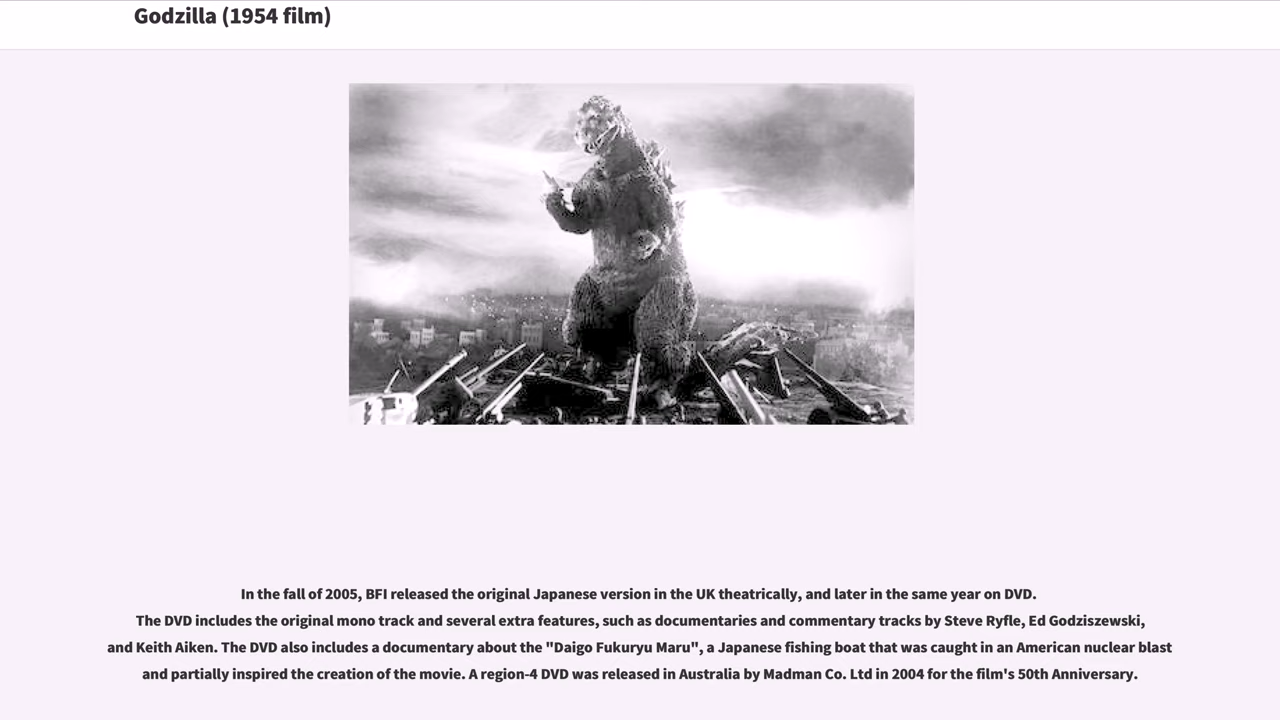 Godzilla (1954 film)
In the fall of 2005, BFI released the original Japanese version in the UK theatrically, and later in the same year on DVD.
The DVD includes the original mono track and several extra features, such as documentaries and commentary tracks by Steve Ryfle, Ed Godziszewski,
and Keith Aiken. The DVD also includes a documentary about the "Daigo Fukuryu Maru", a Japanese fishing boat that was caught in an American nuclear blast
and partially inspired the creation of the movie. A region-4 DVD was released in Australia by Madman Co. Ltd in 2004 for the film's 50th Anniversary.